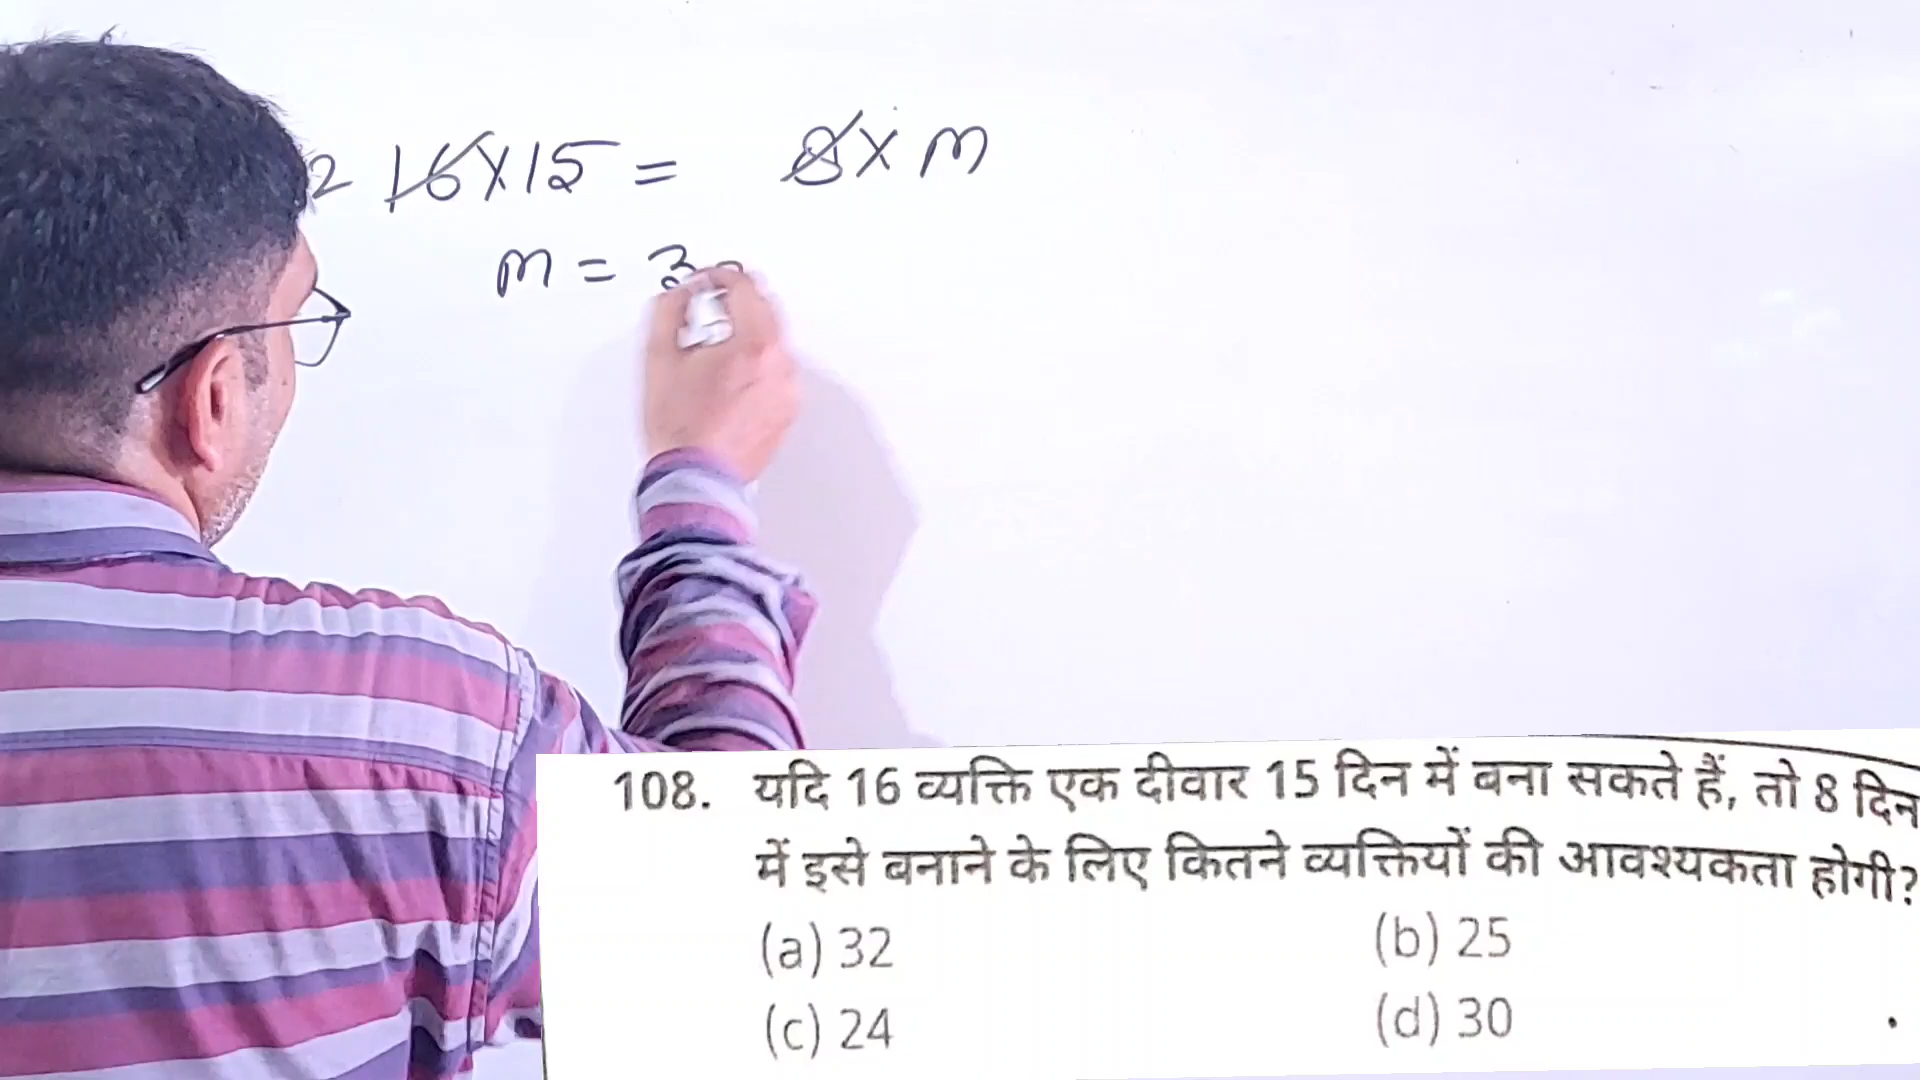 2 16 X 15 = 8 X m
m = 3
108. यदि 16 व्यक्ति एक दीवार 15 दिन में बना सकते हैं, तो 8 दिन
में इसे बनाने के लिए कितने व्यक्तियों की आवश्यकता होगी?
(a) 32 (b) 25
(c) 24 (d) 30